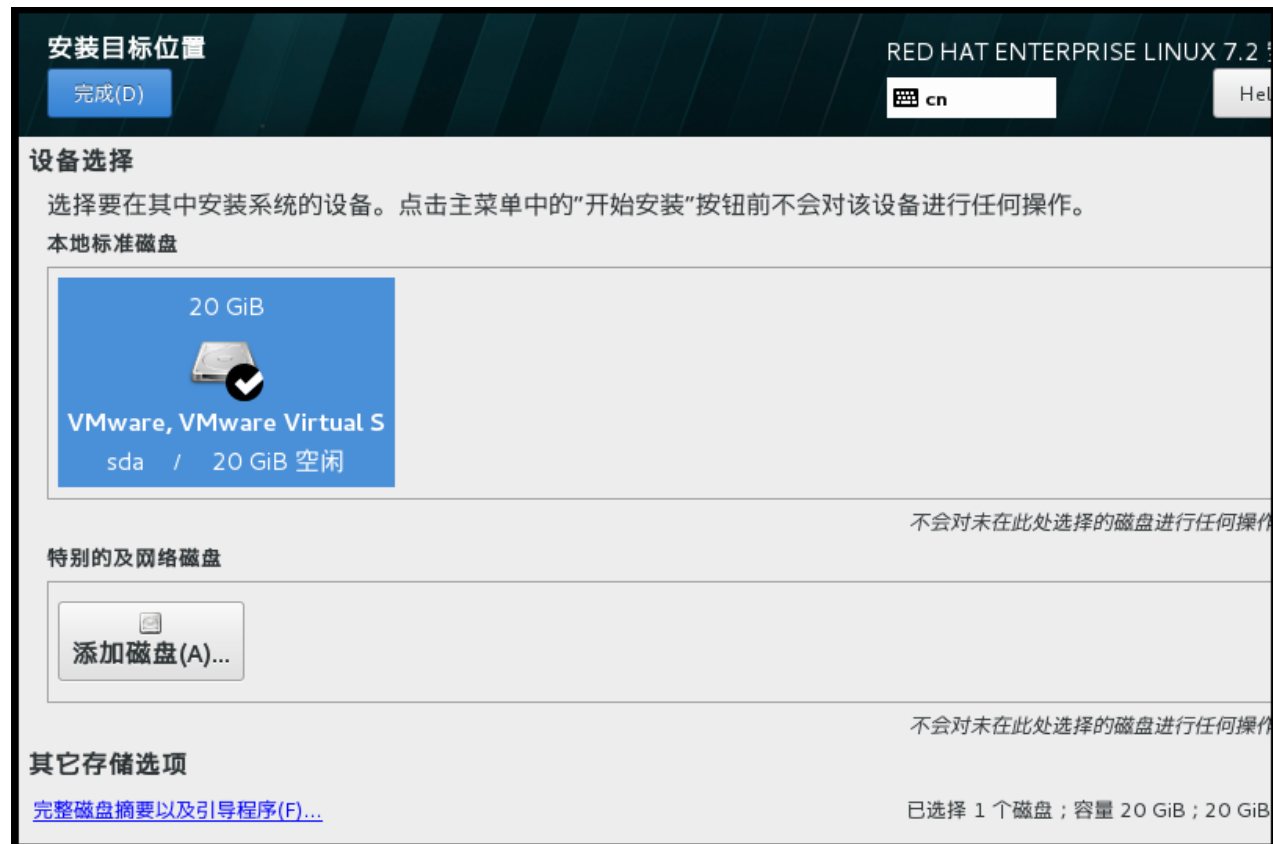 安装目标位置
完成(D)
RED HAT ENTERPRISE LINUX 7.2
cn
设备选择
选择要在其中安装系统的设备。点击主菜单中的"开始安装"按钮前不会对该设备进行任何操作。
本地标准磁盘
20 GiB
VMware, VMware Virtual S
sda / 20 GiB 空闲
不会对未在此处选择的磁盘进行任何操作
特别的及网络磁盘
添加磁盘(A)...
不会对未在此处选择的磁盘进行任何操作
其它存储选项
完整磁盘摘要以及引导程序(F)...
已选择 1 个磁盘；容量 20 GiB；20 GiB